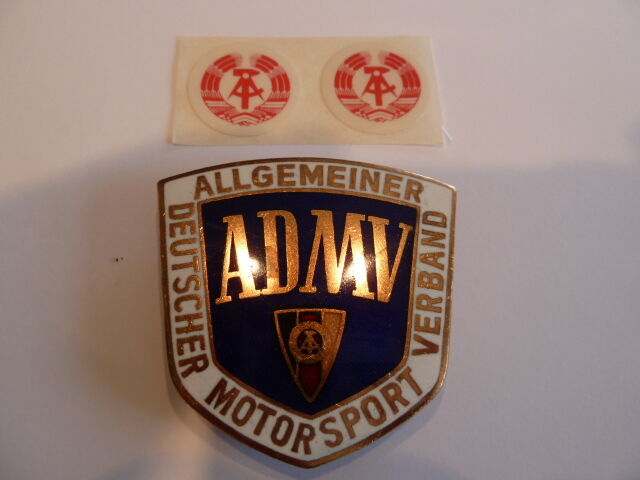 ALLGEMEINER
DEUTSCHER
MOTORSPORT
VERBAND
ADMV